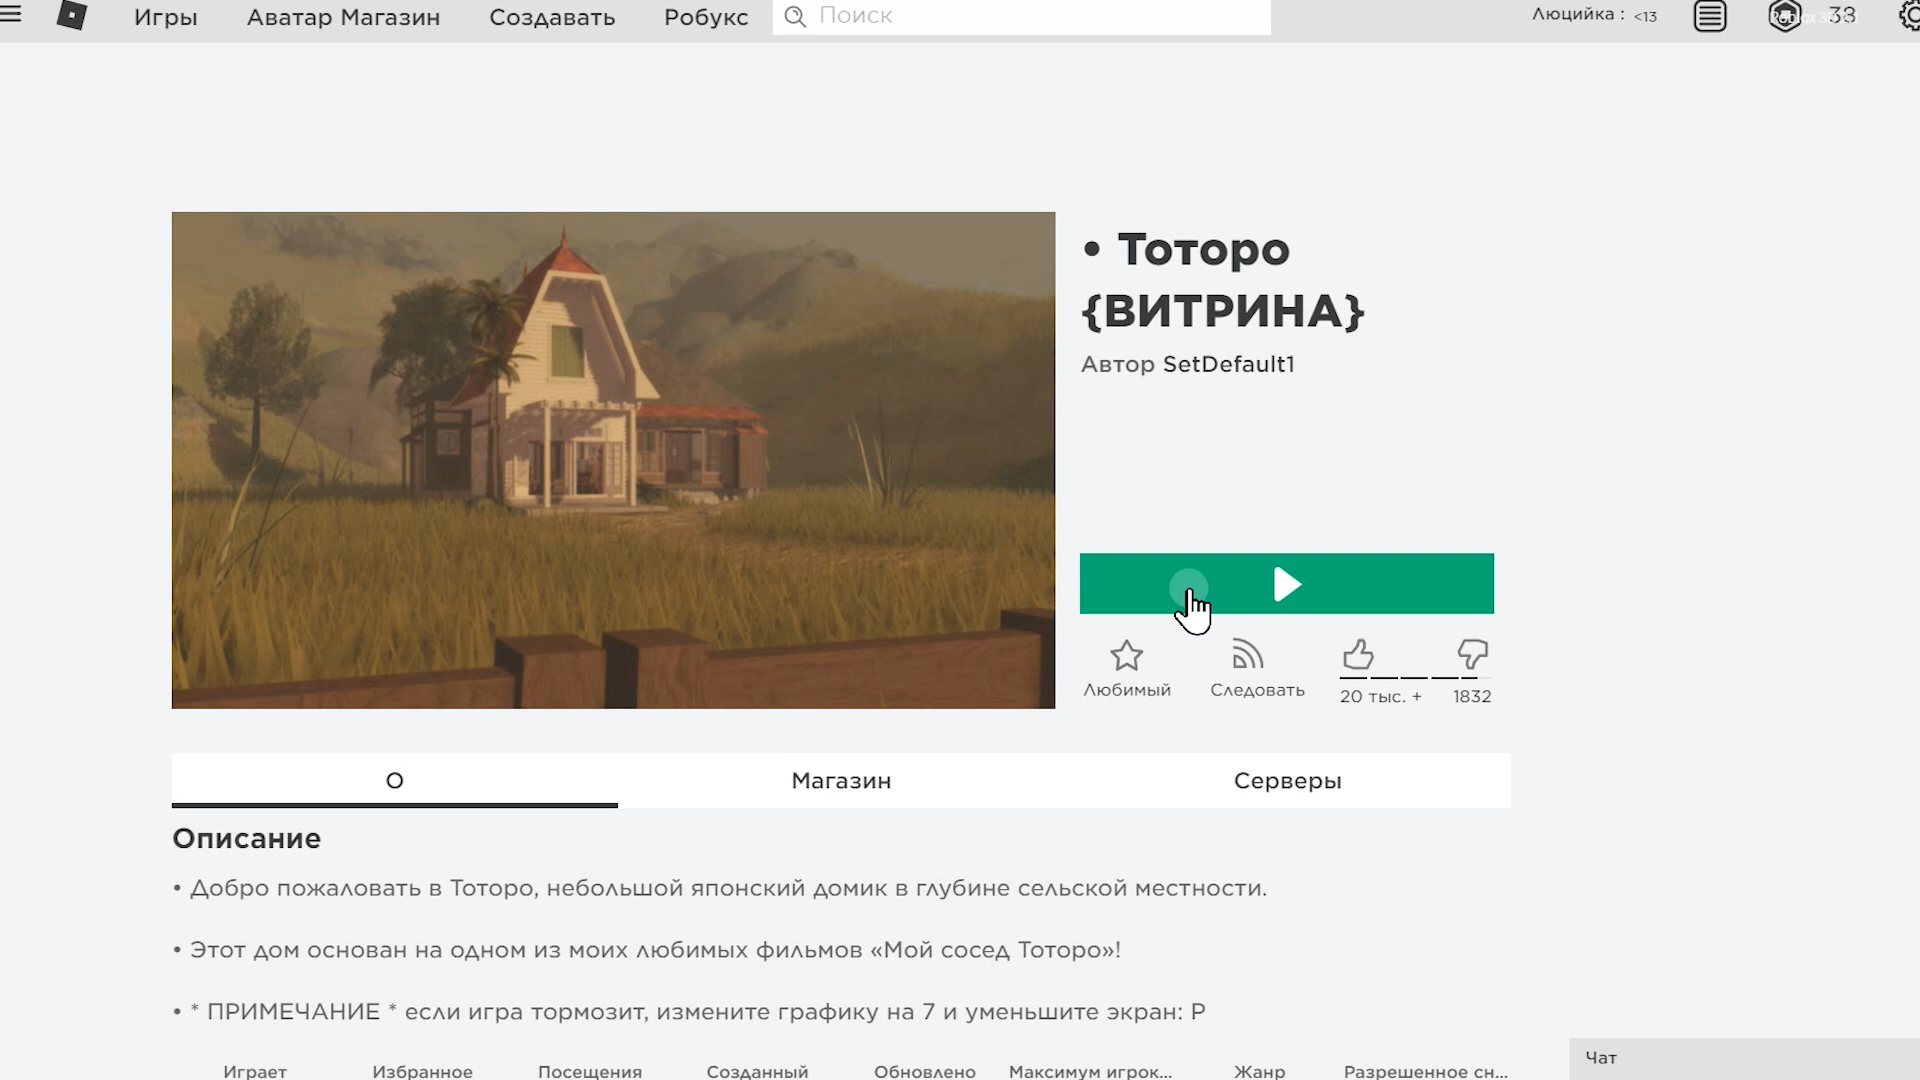 Игры Аватар Магазин Создавать Робукс Поиск Люцийка : <13 38
• Тоторо
{ВИТРИНА}
Автор SetDefault1
Любимый Следовать 20 тыс. + 1832
О Магазин Серверы
Описание
• Добро пожаловать в Тоторо, небольшой японский домик в глубине сельской местности.
• Этот дом основан на одном из моих любимых фильмов «Мой сосед Тоторо»!
• * ПРИМЕЧАНИЕ * если игра тормозит, измените графику на 7 и уменьшите экран: P
Играет Избранное Посещения Созданный Обновлено Максимум игрок... Жанр Разрешенное сн...
Чат